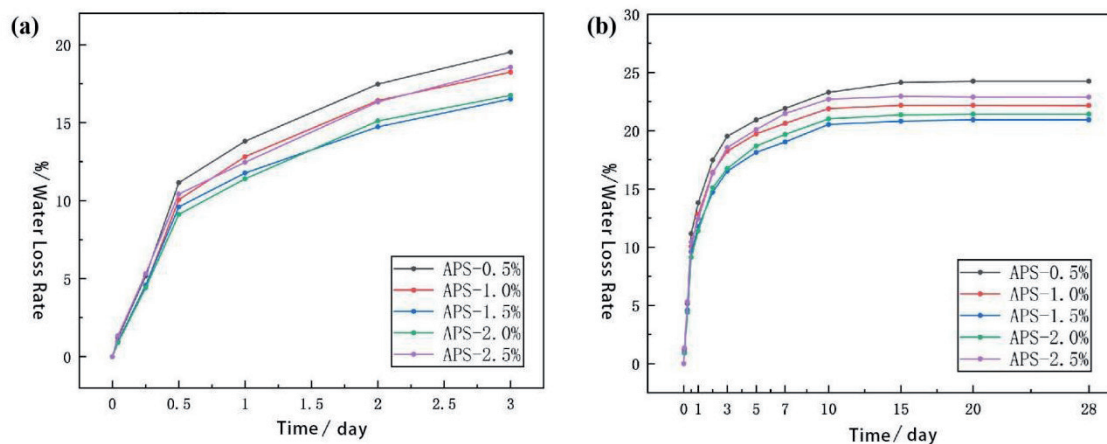 (a)
20
15
10
5
0
%/Water Loss Rate
APS-0.5%
APS-1.0%
APS-1.5%
APS-2.0%
APS-2.5%
0 0.5 1 1.5 2 2.5 3
Time/ day
(b)
30
25
20
15
10
5
0
%/Water Loss Rate
APS-0.5%
APS-1.0%
APS-1.5%
APS-2.0%
APS-2.5%
0 1 3 5 7 10 15 20 28
Time/ day